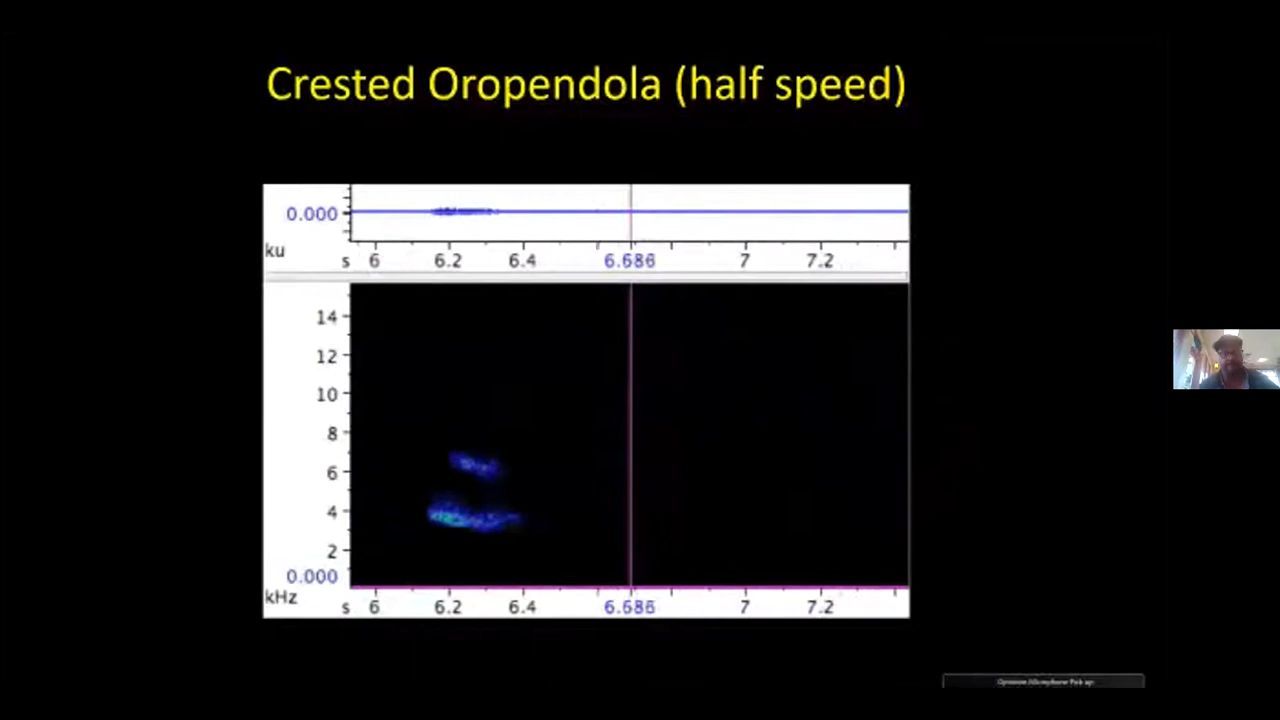 Crested Oropendola (half speed)
0.000
ku
s 6 6.2 6.4 6.686 7 7.2
14
12
10
8
6
4
2
0.000
kHz
s 6 6.2 6.4 6.686 7 7.2